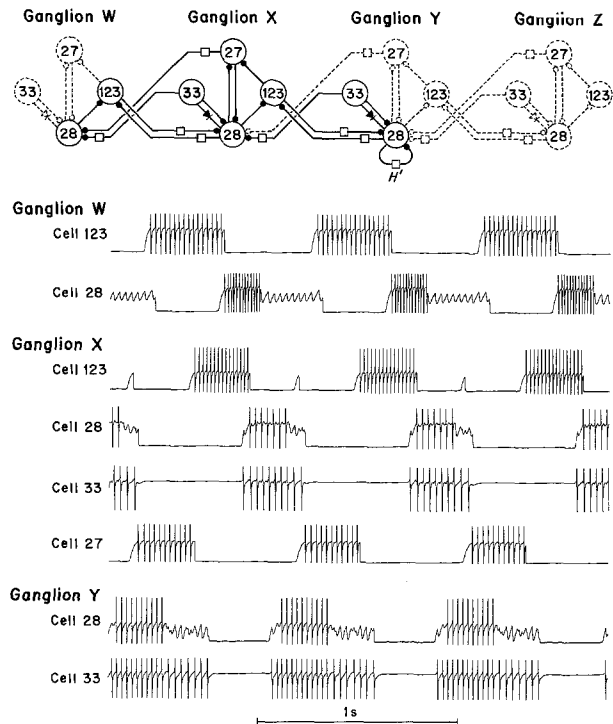 Ganglion W Ganglion X Ganglion Y Ganglion Z
27 27 27 27
33 123 33 123 33 123 33 123
28 28 28 28
H'
Ganglion W
Cell 123
Cell 28
Ganglion X
Cell 123
Cell 28
Cell 33
Cell 27
Ganglion Y
Cell 28
Cell 33
1s